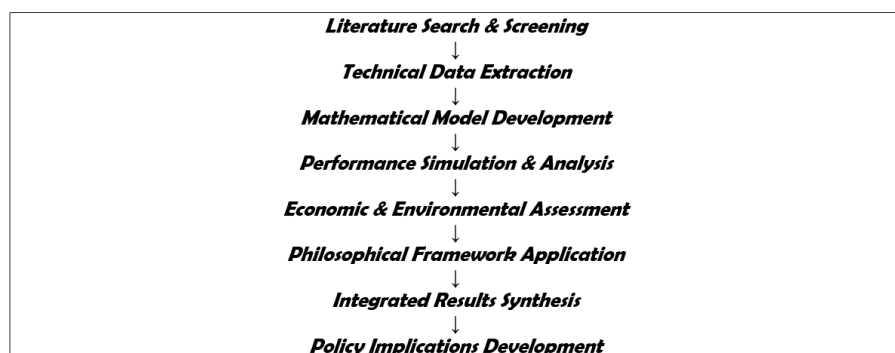 Literature Search & Screening
↓
Technical Data Extraction
↓
Mathematical Model Development
↓
Performance Simulation & Analysis
↓
Economic & Environmental Assessment
↓
Philosophical Framework Application
↓
Integrated Results Synthesis
↓
Policy Implications Development